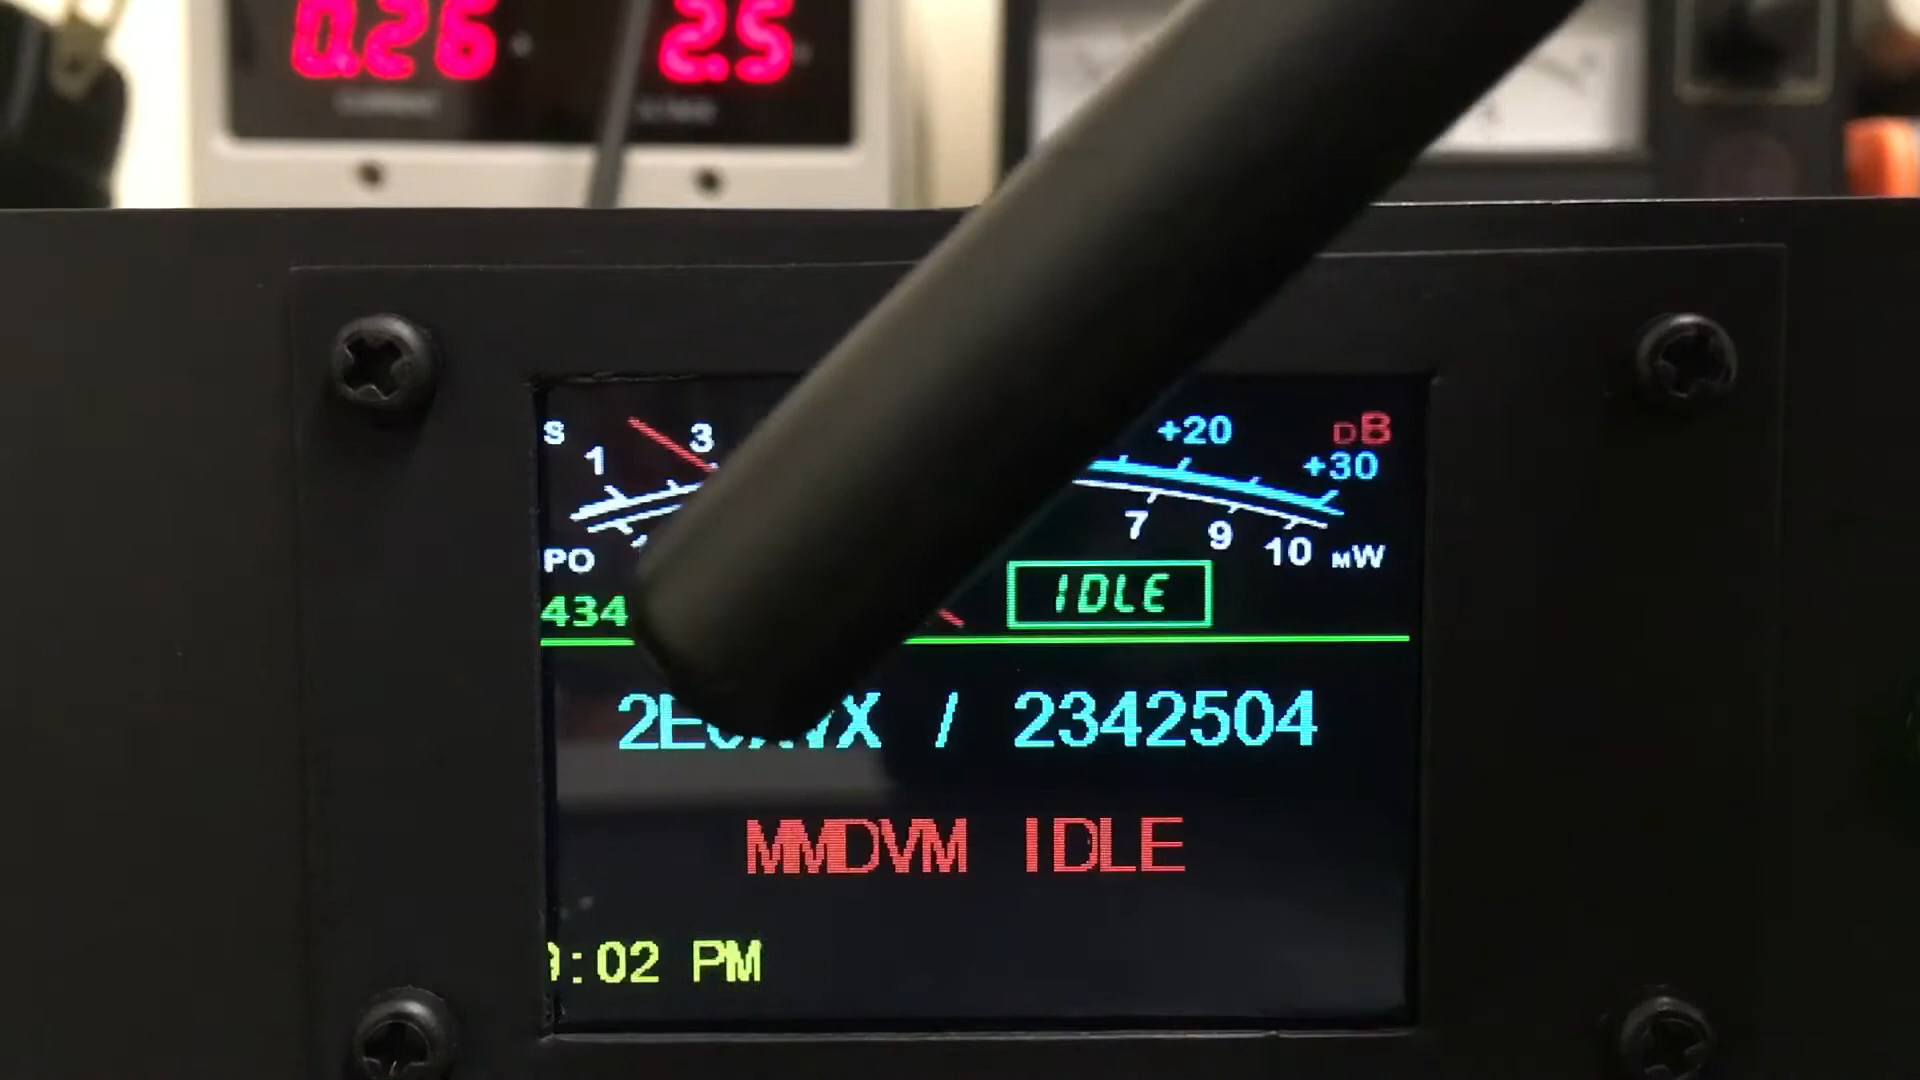 0.26 2.5
S 1 3 +20 +30 DB
PO 7 9 10 MW
434 IDLE
/ 2342504
MMDVM IDLE
:02 PM